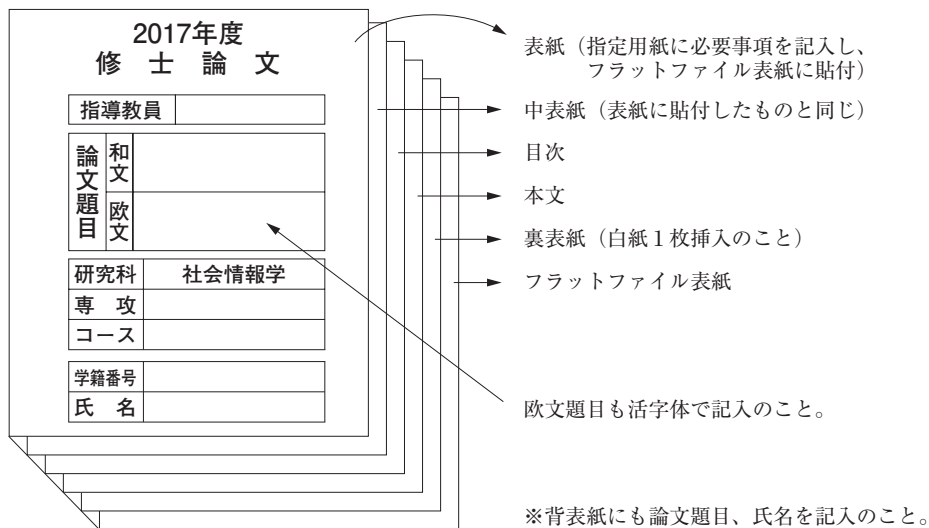 2017年度
修 士 論 文
指導教員
論文題目
和文
欧文
研究科 社会情報学
専 攻
コース
学籍番号
氏 名
表紙（指定用紙に必要事項を記入し、
フラットファイル表紙に貼付）
中表紙（表紙に貼付したものと同じ）
目次
本文
裏表紙（白紙１枚挿入のこと）
フラットファイル表紙
欧文題目も活字体で記入のこと。
※背表紙にも論文題目、氏名を記入のこと。